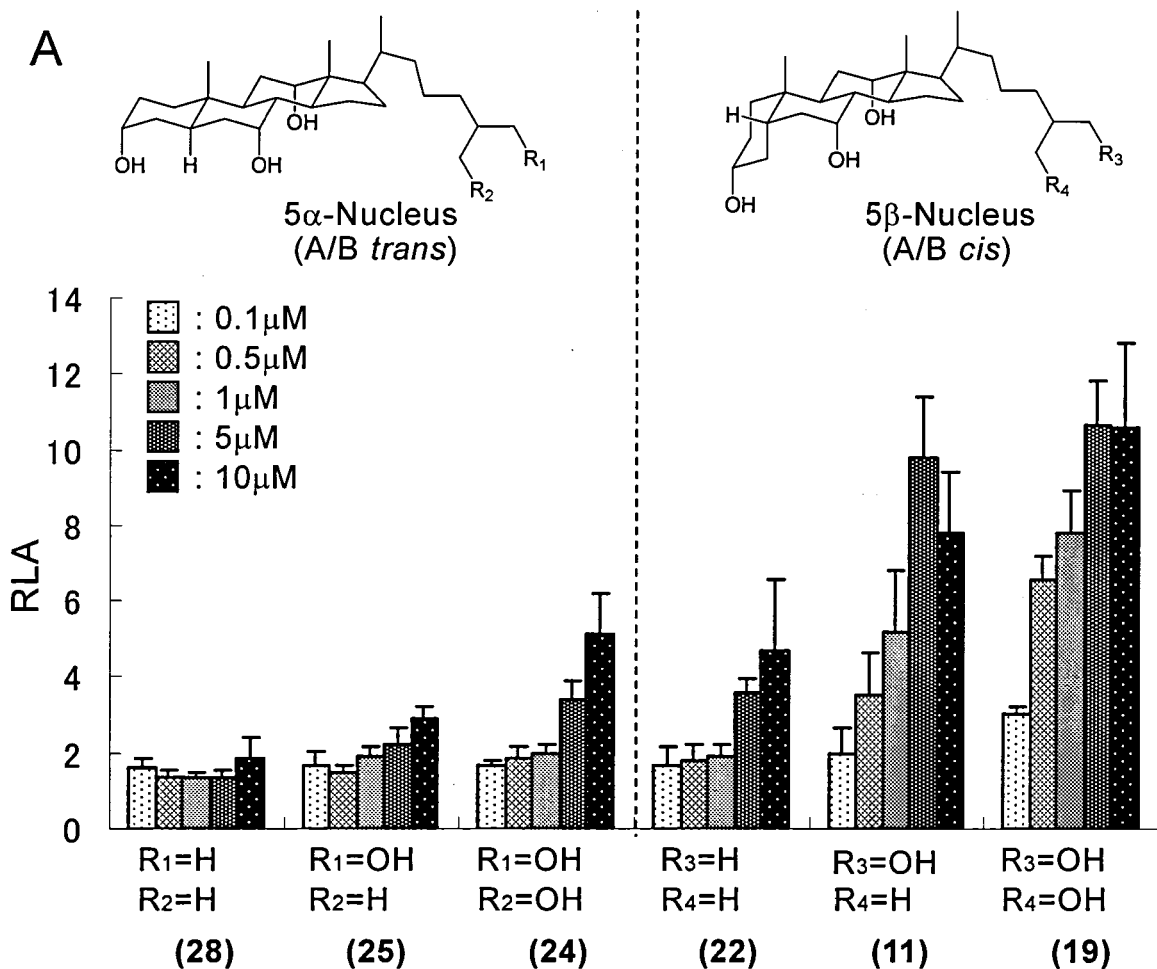 A
OH
H
OH
OH
R1
R2
5α-Nucleus
(A/B trans)
H
OH
OH
OH
R3
R4
5β-Nucleus
(A/B cis)
RLA
14
12
10
8
6
4
2
0
: 0.1μM
: 0.5μM
: 1μM
: 5μM
: 10μM
R1=H R1=OH R1=OH R3=H R3=OH R3=OH
R2=H R2=H R2=OH R4=H R4=H R4=OH
(28) (25) (24) (22) (11) (19)